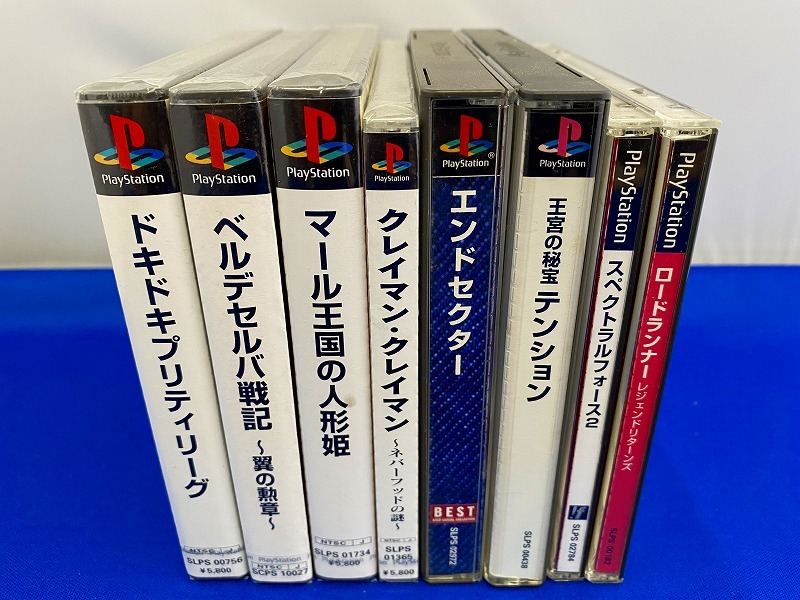 PlayStation
ドキドキプリティリーグ
NTSC J
SLPS 00756
¥5,800
PlayStation
ベルデセルバ戦記
~翼の勲章~
PlayStation
SCPS 10027
PlayStation
マール王国の人形姫
NTSC J
SLPS 01734
¥5,800
PlayStation
クレイマン・クレイマン
~ネバーフッドの謎~
NTSC J
SLPS
01365
¥5,800
PlayStation®
エンドセクター
BEST
SLPS 02072
PlayStation
王宮の秘宝 テンション
SLPS 00438
PlayStation
スペクトラルフォース2
if
SLPS 02764
PlayStation
ロードランナー レジェンドリターンズ
SLPS 00182